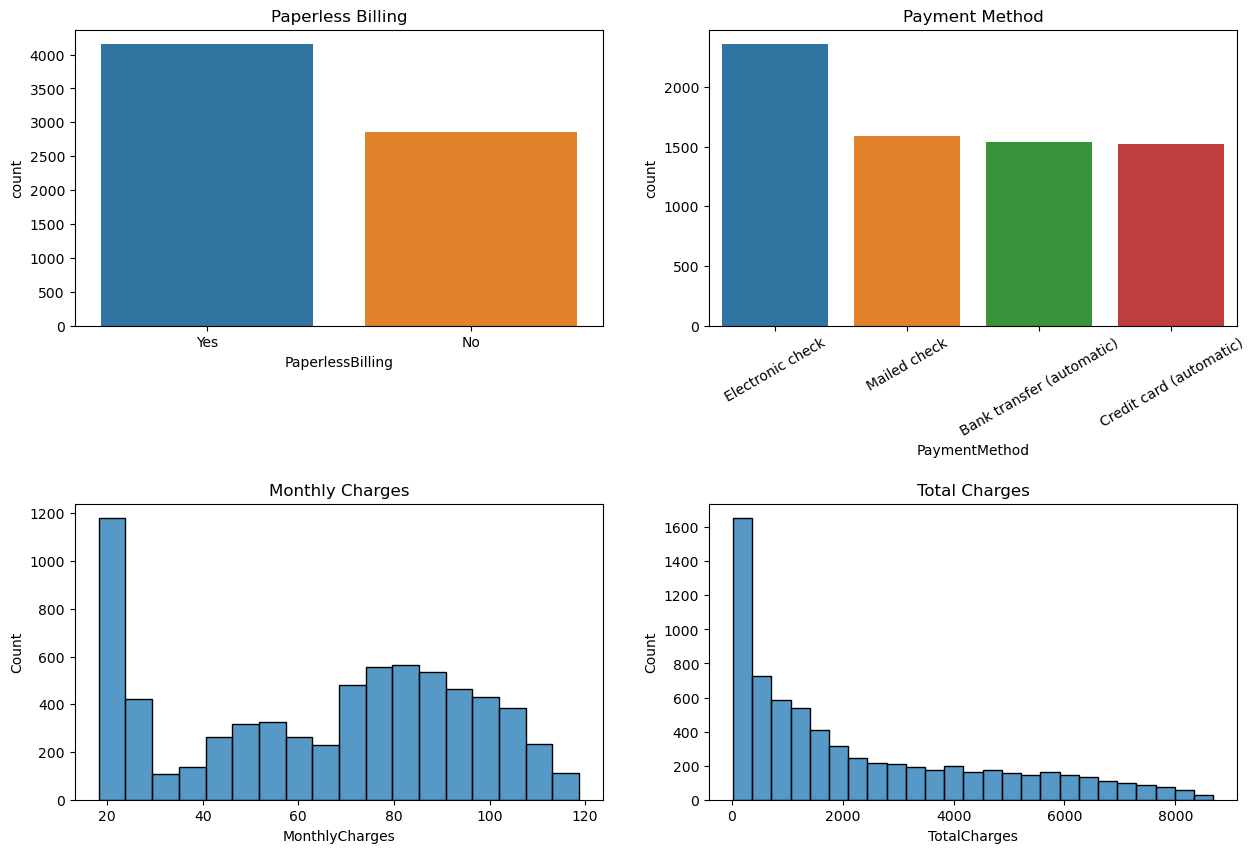 Paperless Billing
4000
3500
3000
2500
2000
1500
1000
500
0
count
Yes
No
PaperlessBilling
Payment Method
2000
1500
1000
500
0
count
Electronic check
Mailed check
Bank transfer (automatic)
Credit card (automatic)
PaymentMethod
Monthly Charges
1200
1000
800
600
400
200
0
Count
20
40
60
80
100
120
MonthlyCharges
Total Charges
1600
1400
1200
1000
800
600
400
200
0
Count
0
2000
4000
6000
8000
TotalCharges